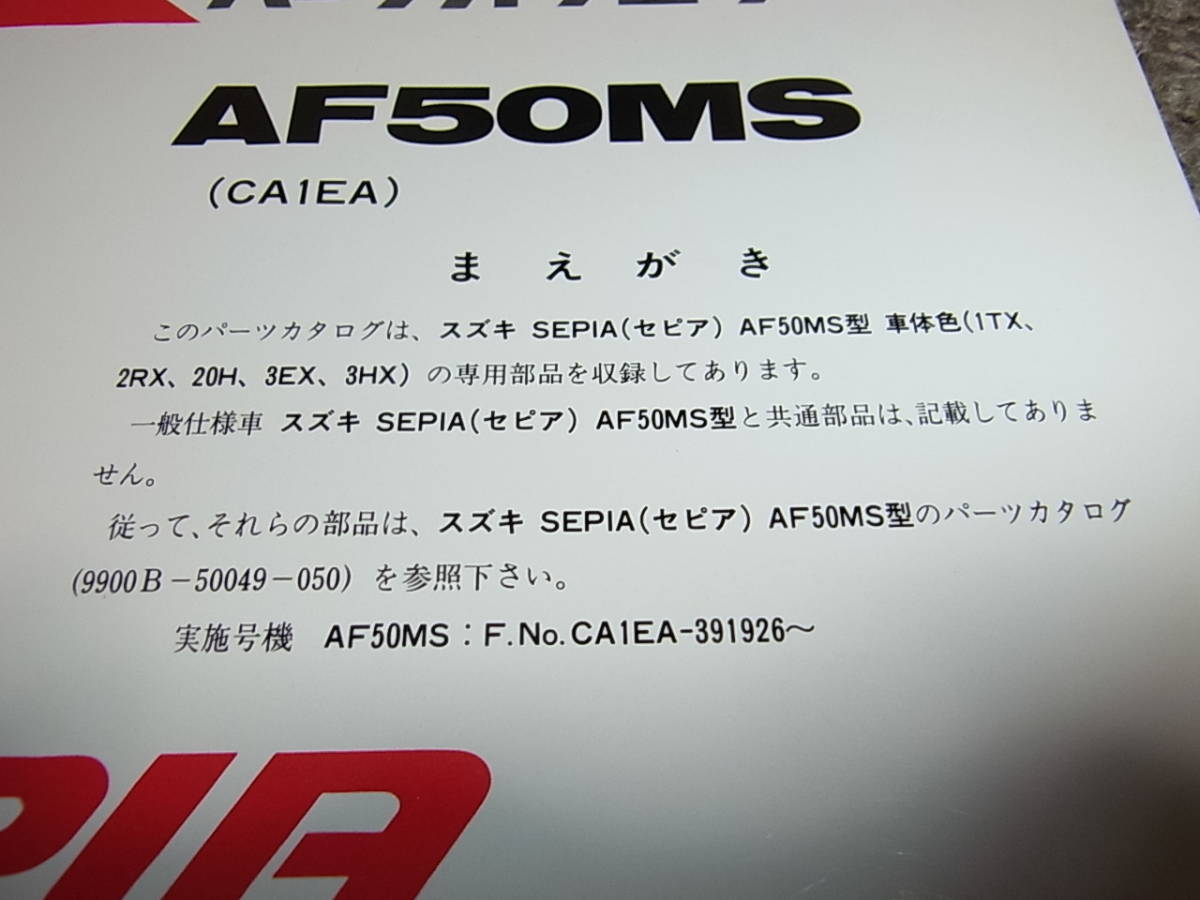 AF50MS
(CA1EA)
まえがき
このパーツカタログは、スズキ SEPIA(セピア) AF50MS型 車体色(1TX、
2RX、20H、3EX、3HX) の専用部品を収録してあります。
一般仕様車 スズキ SEPIA(セピア) AF50MS型と共通部品は、記載してありま
せん。
従って、それらの部品は、スズキ SEPIA(セピア) AF50MS型のパーツカタログ
(9900B-50049-050) を参照下さい。
実施号機 AF50MS : F.No.CA1EA-391926〜
PIA